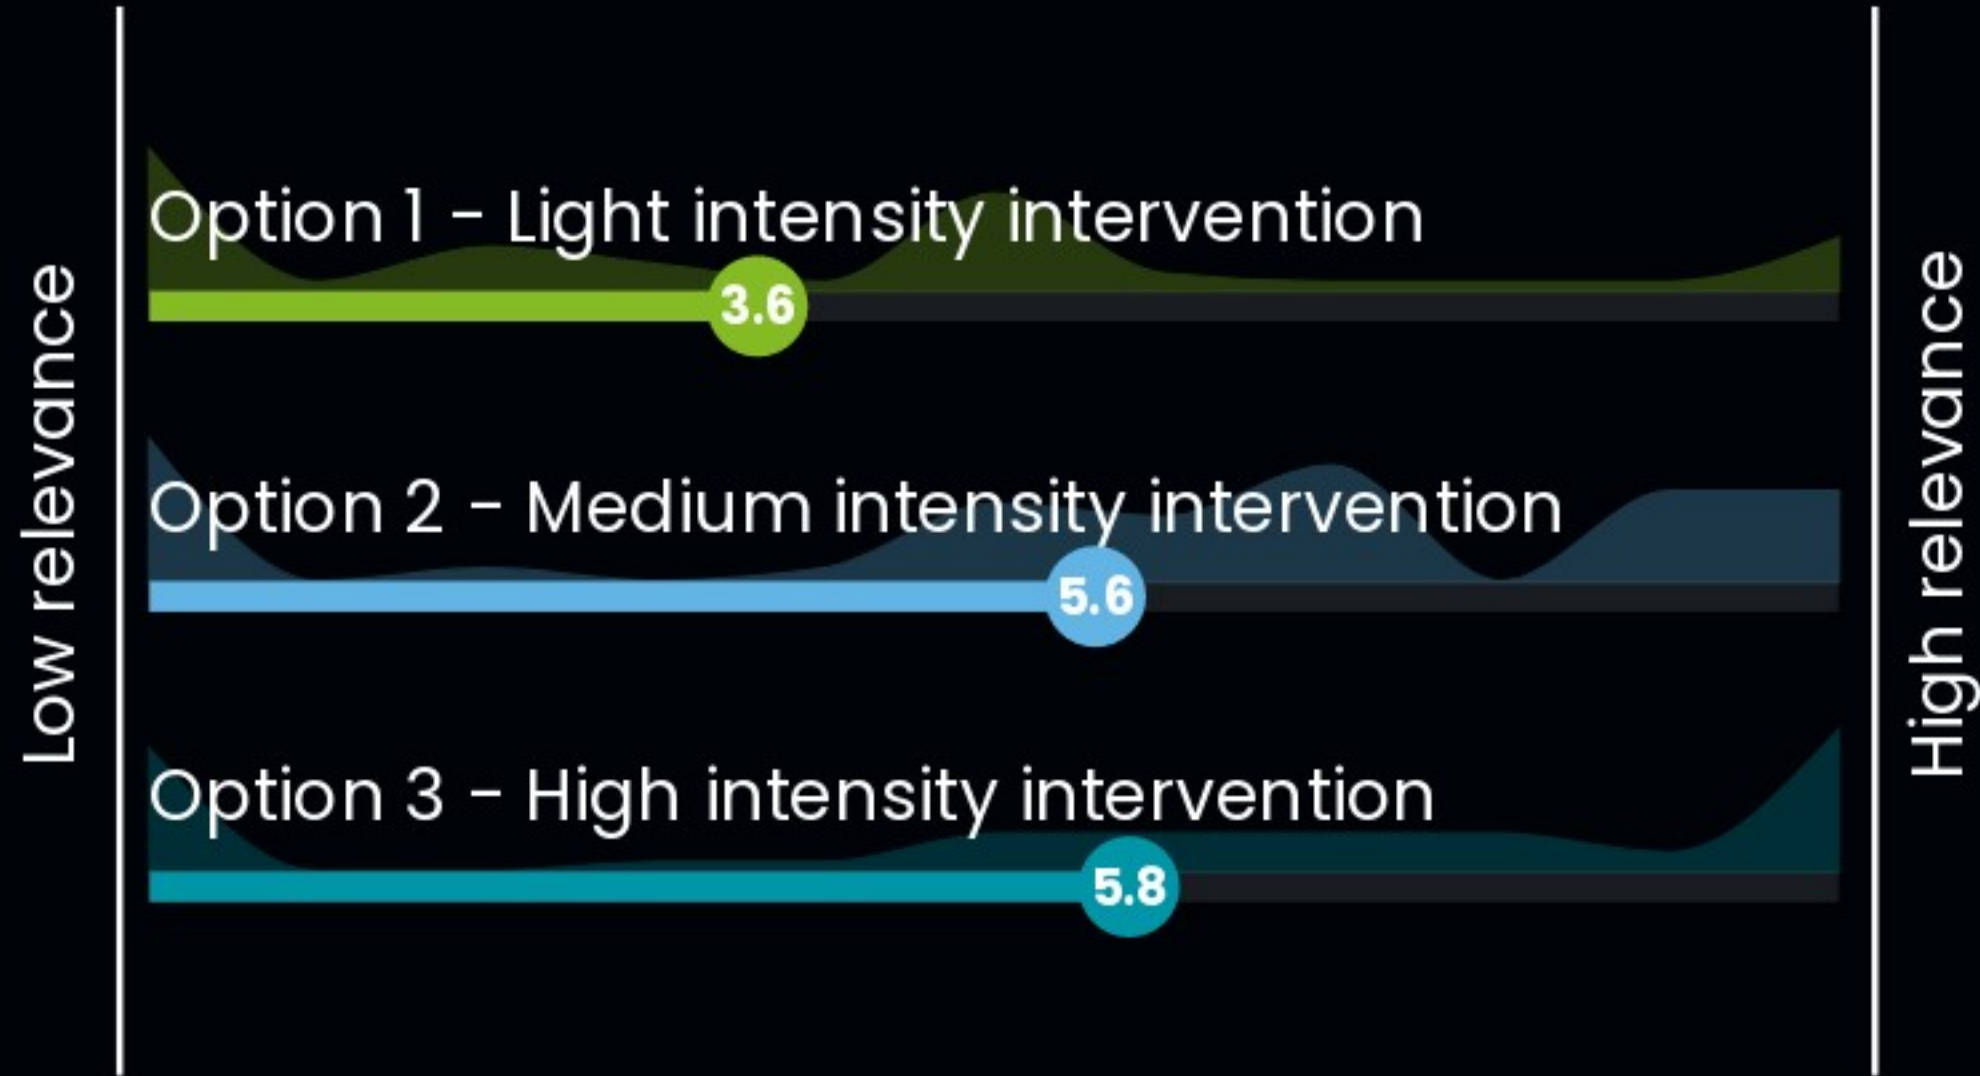 Low relevance
Option 1 - Light intensity intervention
3.6
Option 2 - Medium intensity intervention
5.6
Option 3 - High intensity intervention
5.8
High relevance